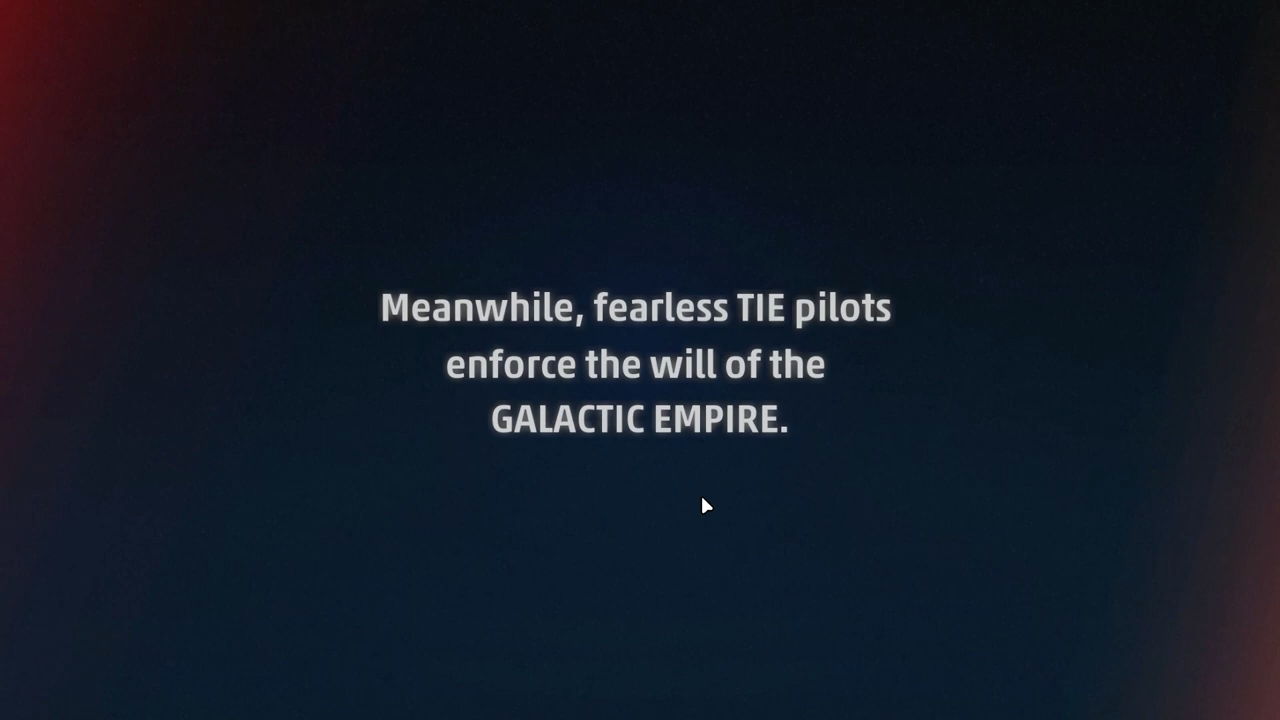 Meanwhile, fearless TIE pilots
enforce the will of the
GALACTIC EMPIRE.